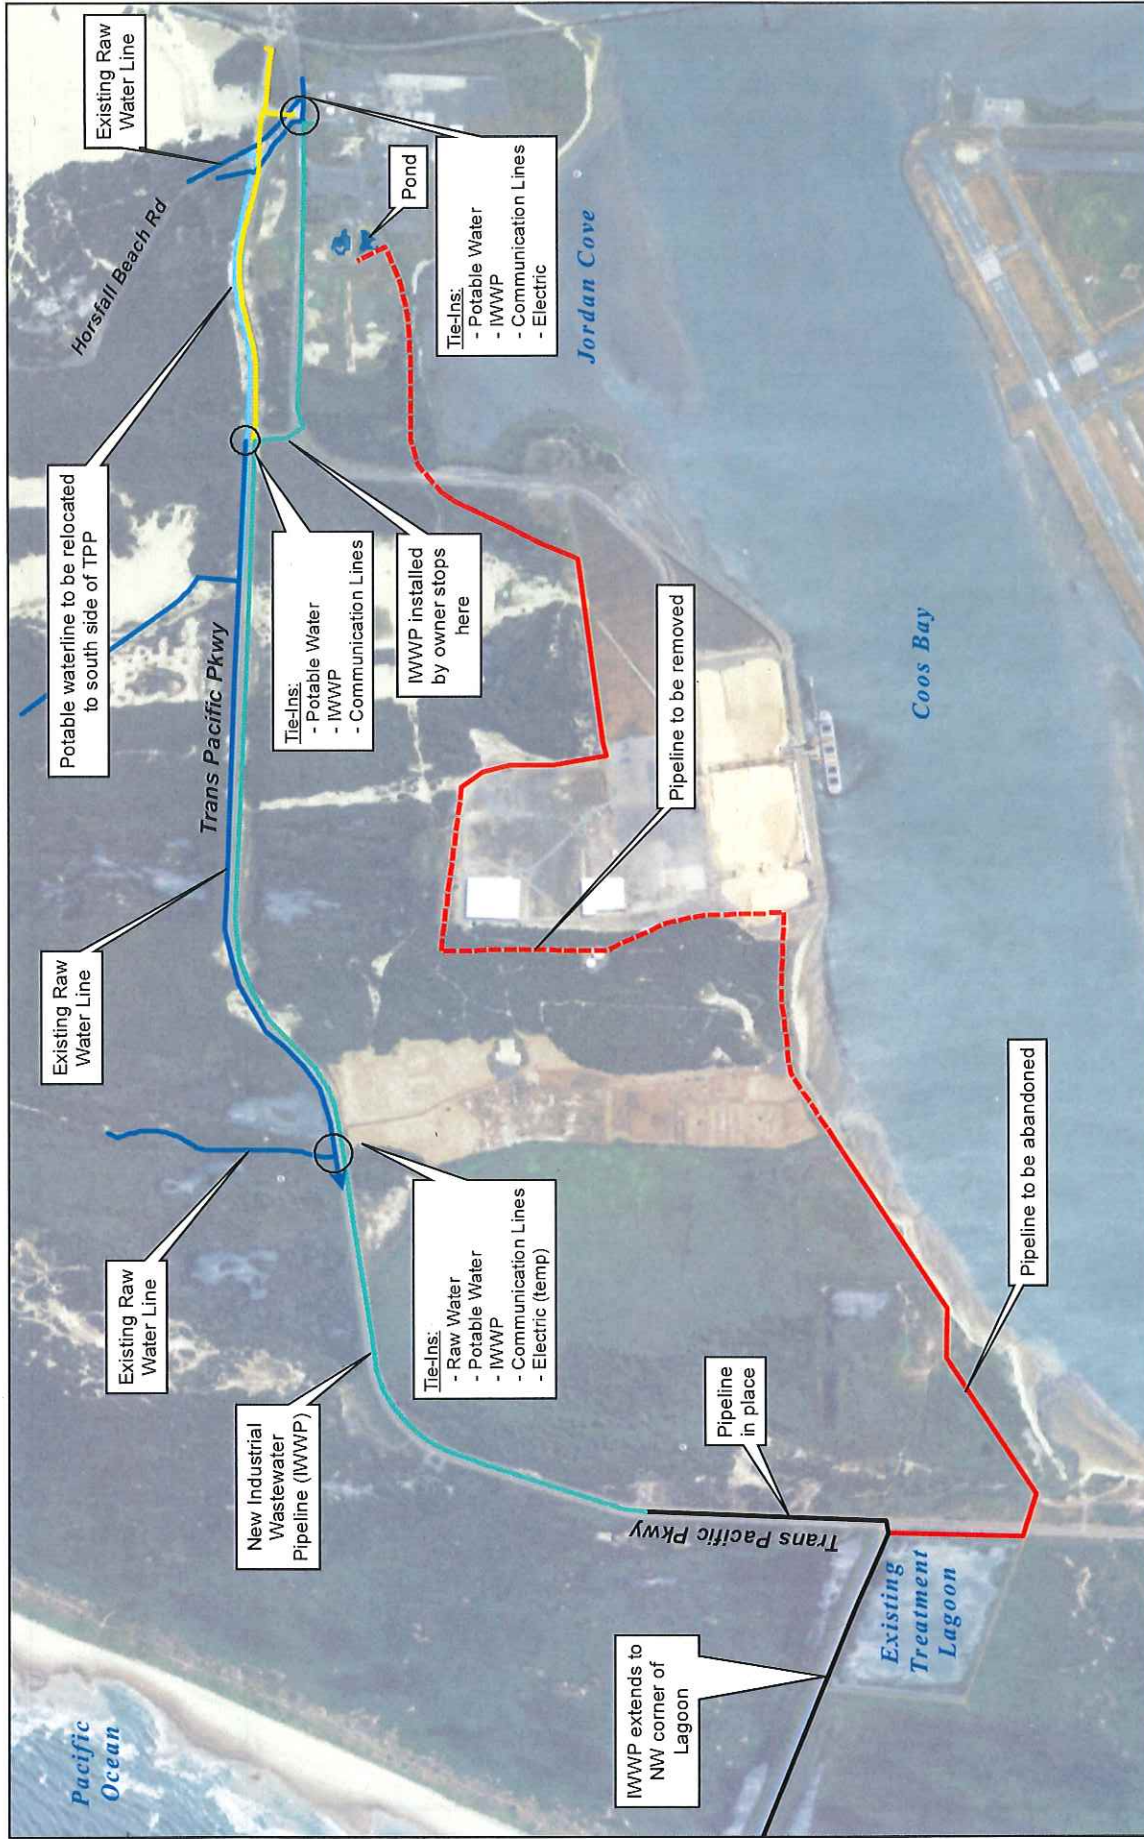 Pacific
Ocean
IWWP extends to
NW corner of
Lagoon
Existing
Treatment
Lagoon
Trans Pacific Pkwy
Pipeline
in place
New Industrial
Wastewater
Pipeline (IWWP)
Existing Raw
Water Line
Tie-Ins:
- Raw Water
- Potable Water
- IWWP
- Communication Lines
- Electric (temp)
Pipeline to be abandoned
Existing Raw
Water Line
Trans Pacific Pkwy
Potable waterline to be relocated
to south side of TPP
Tie-Ins:
- Potable Water
- IWWP
- Communication Lines
IWWP installed
by owner stops
here
Pipeline to be removed
Coos Bay
Horsfall Beach Rd
Existing Raw
Water Line
Pond
Tie-Ins:
- Potable Water
- IWWP
- Communication Lines
- Electric
Jordan Cove